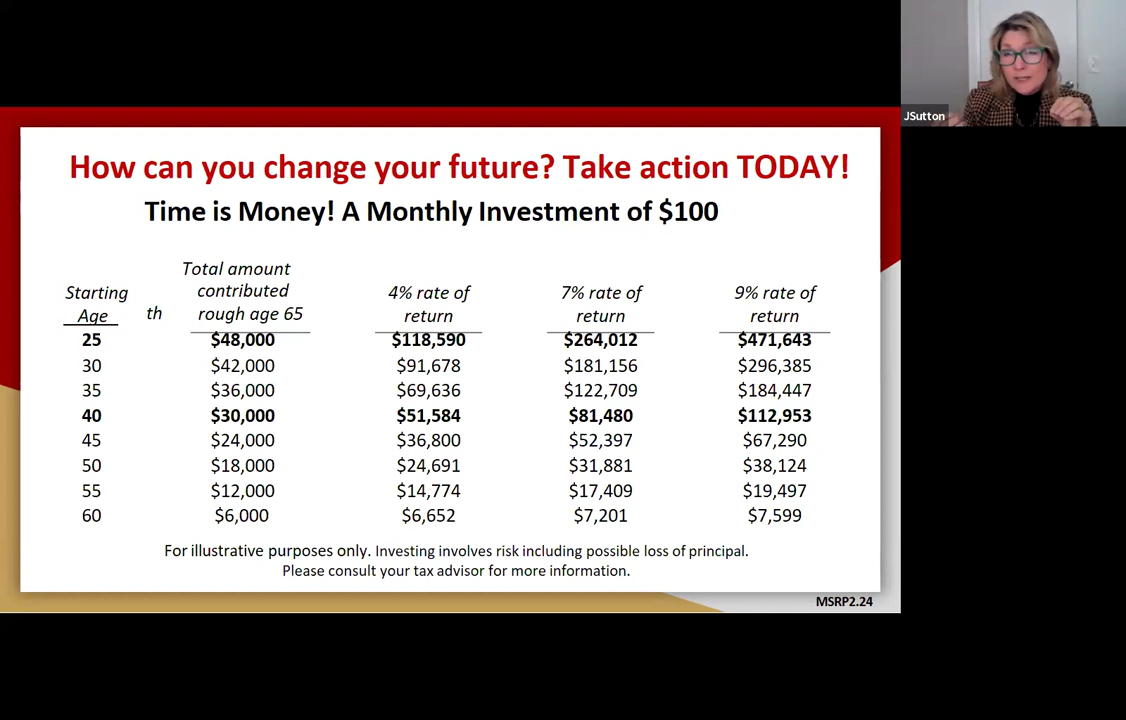 JSutton
How can you change your future? Take action TODAY!
Time is Money! A Monthly Investment of $100
Starting Age th Total amount contributed rough age 65 4% rate of return 7% rate of return 9% rate of return
25 $48,000 $118,590 $264,012 $471,643
30 $42,000 $91,678 $181,156 $296,385
35 $36,000 $69,636 $122,709 $184,447
40 $30,000 $51,584 $81,480 $112,953
45 $24,000 $36,800 $52,397 $67,290
50 $18,000 $24,691 $31,881 $38,124
55 $12,000 $14,774 $17,409 $19,497
60 $6,000 $6,652 $7,201 $7,599
For illustrative purposes only. Investing involves risk including possible loss of principal.
Please consult your tax advisor for more information.
MSRP2.24